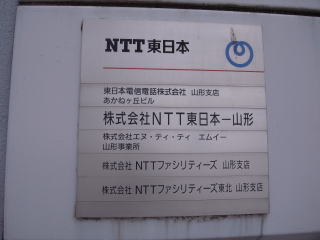 NTT東日本
東日本電信電話株式会社 山形支店
あかねヶ丘ビル
株式会社NTT東日本ー山形
株式会社エヌ・ティ・ティ エムイー
山形事業所
株式会社 NTTファシリティーズ 山形支店
株式会社 NTTファシリティーズ東北 山形支店